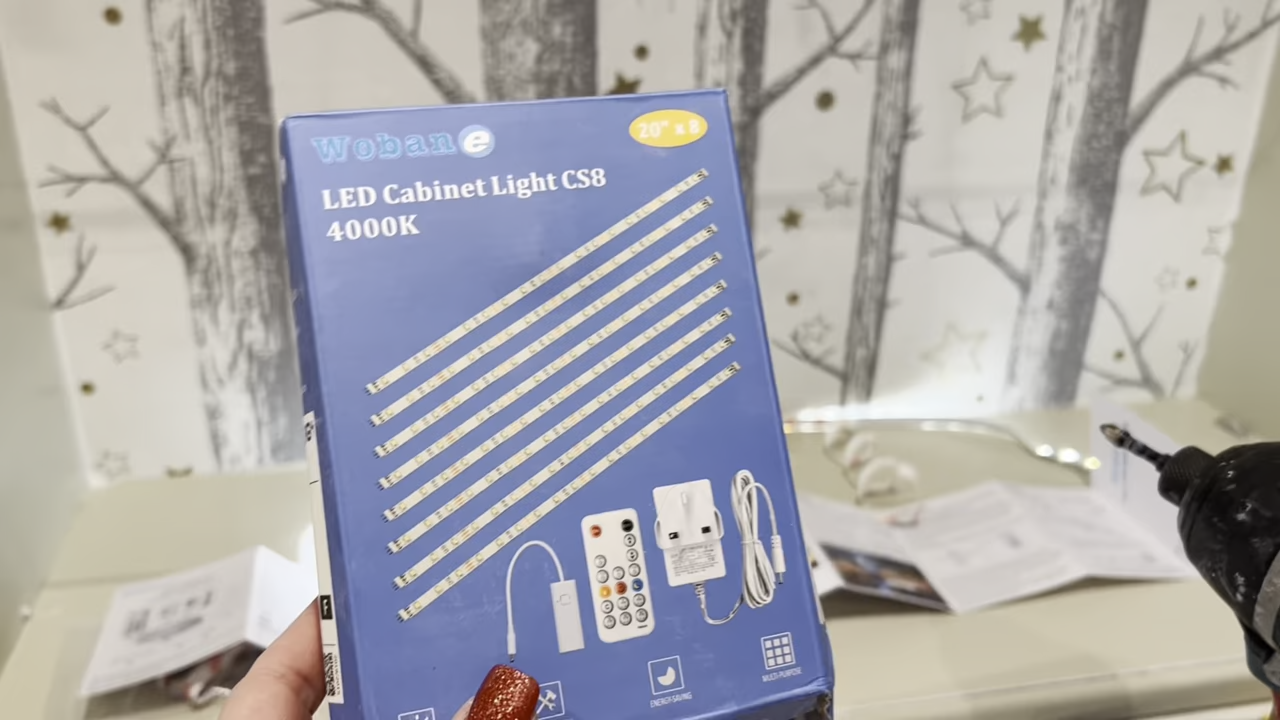 Wobane
20" x 8
LED Cabinet Light CS8
4000K
F
ENERGY-SAVING
MULTI-PURPOSE